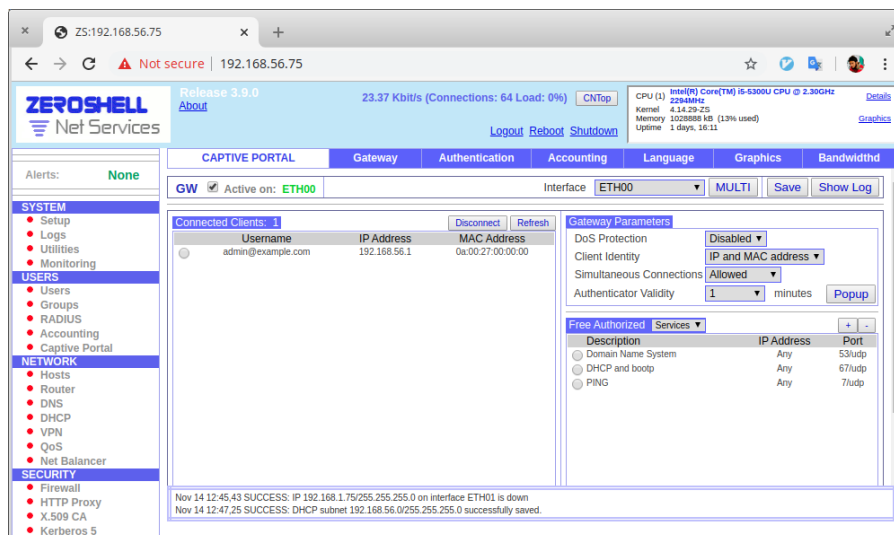 ZS:192.168.56.75
Not secure | 192.168.56.75
ZEROSHELL
Net Services
Release 3.9.0
About
23.37 Kbit/s (Connections: 64 Load: 0%) CNTop
Logout Reboot Shutdown
CPU (1) Intel(R) Core(TM) i5-5300U CPU @ 2.30GHz
2294MHz
Details
Kernel 4.14.29-ZS
Memory 1028888 kB (13% used)
Graphics
Uptime 1 days, 16:11
CAPTIVE PORTAL Gateway Authentication Accounting Language Graphics Bandwidthd
Alerts: None
GW Active on: ETH00 Interface ETH00 MULTI Save Show Log
SYSTEM
Setup
Logs
Utilities
Monitoring
USERS
Users
Groups
RADIUS
Accounting
Captive Portal
NETWORK
Hosts
Router
DNS
DHCP
VPN
QoS
Net Balancer
SECURITY
Firewall
HTTP Proxy
X.509 CA
Kerberos 5
Connected Clients: 1 Disconnect Refresh
Username IP Address MAC Address
admin@example.com 192.168.56.1 0a:00:27:00:00:00
Gateway Parameters
DoS Protection Disabled
Client Identity IP and MAC address
Simultaneous Connections Allowed
Authenticator Validity 1 minutes Popup
Free Authorized Services + -
Description IP Address Port
Domain Name System Any 53/udp
DHCP and bootp Any 67/udp
PING Any 7/udp
Nov 14 12:45,43 SUCCESS: IP 192.168.1.75/255.255.255.0 on interface ETH01 is down
Nov 14 12:47,25 SUCCESS: DHCP subnet 192.168.56.0/255.255.255.0 successfully saved.